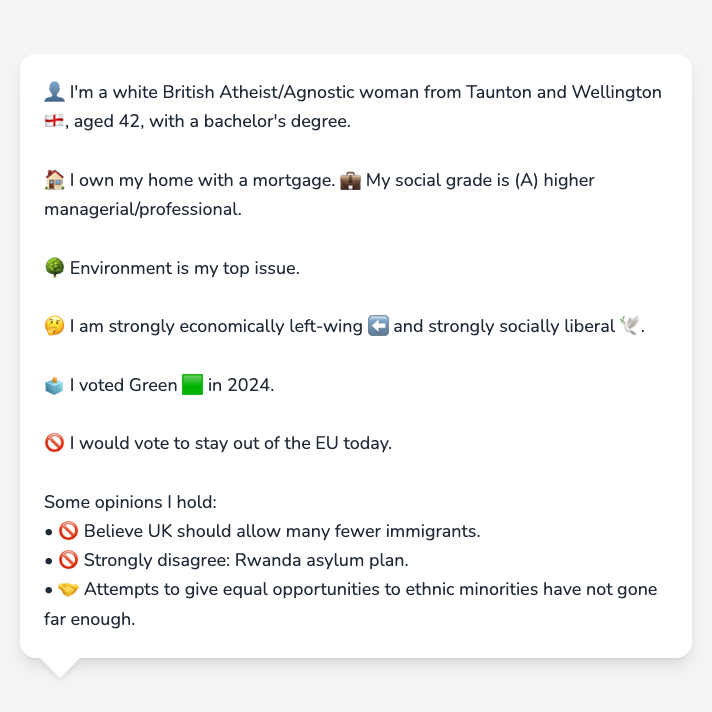 👤 I'm a white British Atheist/Agnostic woman from Taunton and Wellington
🏴󠁧󠁢󠁥󠁮󠁧󠁿, aged 42, with a bachelor's degree.
🏠 I own my home with a mortgage. 💼 My social grade is (A) higher
managerial/professional.
🌳 Environment is my top issue.
🤔 I am strongly economically left-wing ⬅️ and strongly socially liberal 🕊️.
🗳️ I voted Green 🟩 in 2024.
🚫 I would vote to stay out of the EU today.
Some opinions I hold:
• 🚫 Believe UK should allow many fewer immigrants.
• 🚫 Strongly disagree: Rwanda asylum plan.
• 🤝 Attempts to give equal opportunities to ethnic minorities have not gone
far enough.